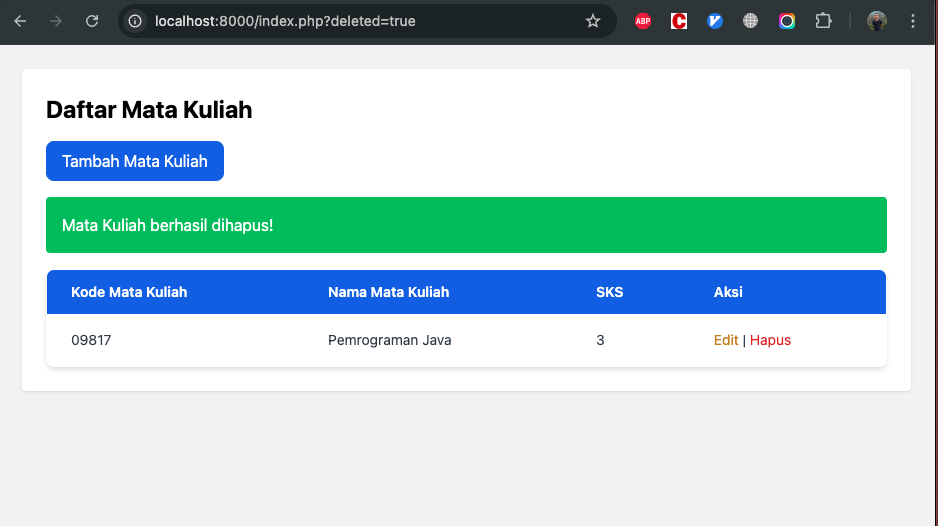 localhost:8000/index.php?deleted=true
ABP
Daftar Mata Kuliah
Tambah Mata Kuliah
Mata Kuliah berhasil dihapus!
Kode Mata Kuliah Nama Mata Kuliah SKS Aksi
09817 Pemrograman Java 3 Edit | Hapus